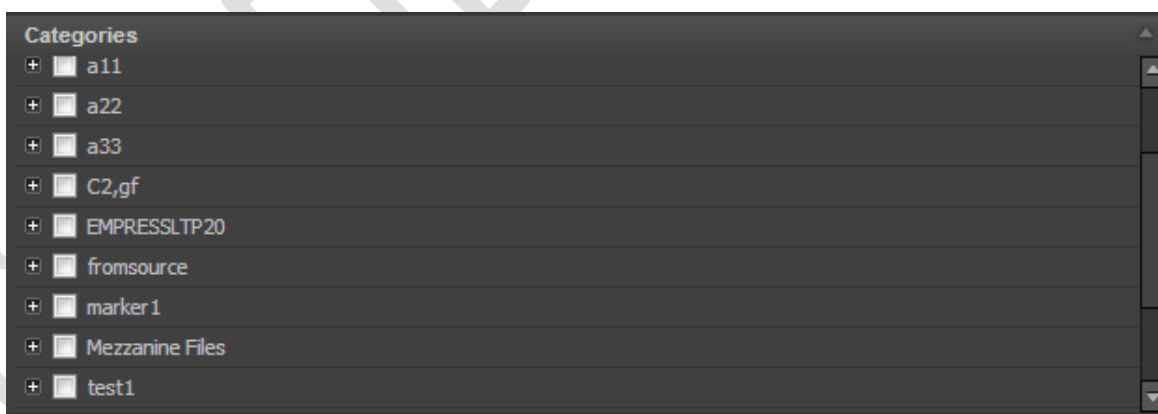 Categories
a11
a22
a33
C2,gf
EMPRESSLTP20
fromsource
marker1
Mezzanine Files
test1